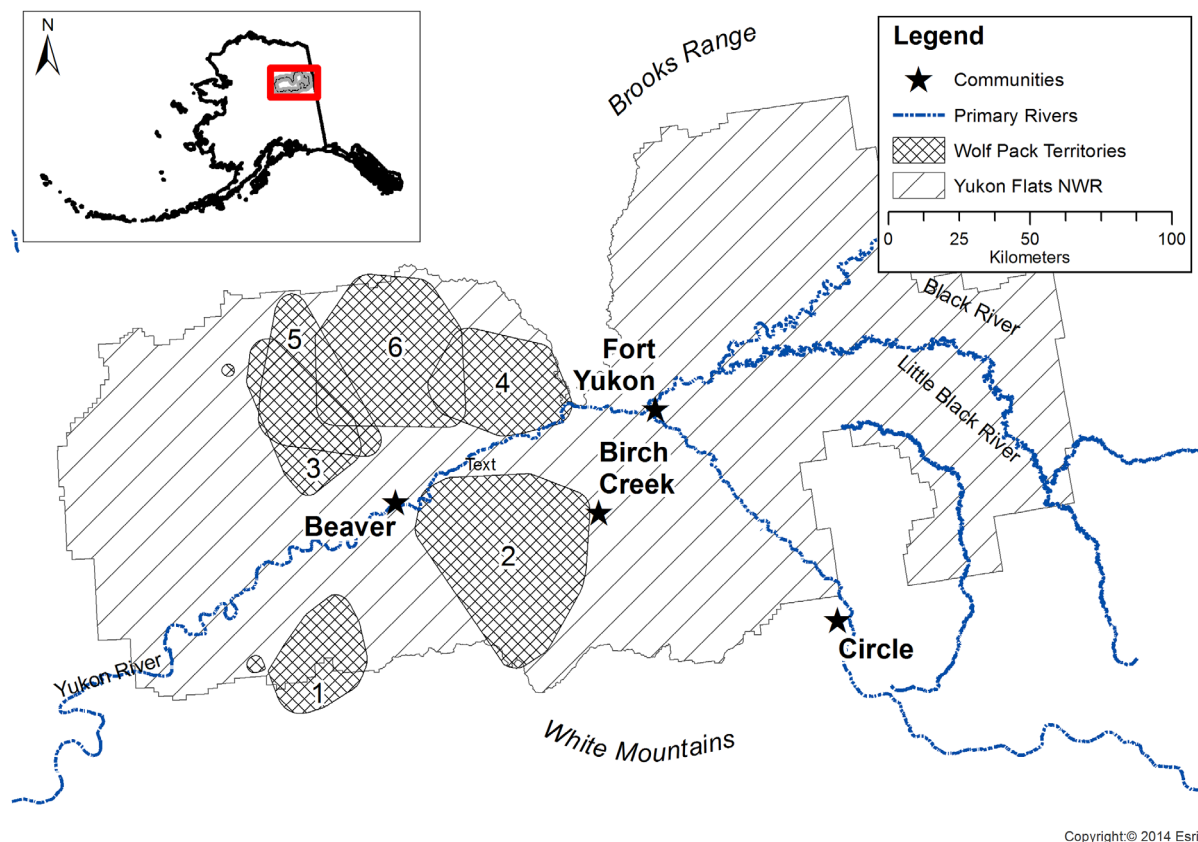 N
Brooks Range
Legend
Communities
Primary Rivers
Wolf Pack Territories
Yukon Flats NWR
0
25
50
100
Kilometers
Black River
Little Black River
5
6
4
3
Fort
Yukon
Text
Birch
Creek
Beaver
2
1
Circle
Yukon River
White Mountains
Copyright:© 2014 Esri